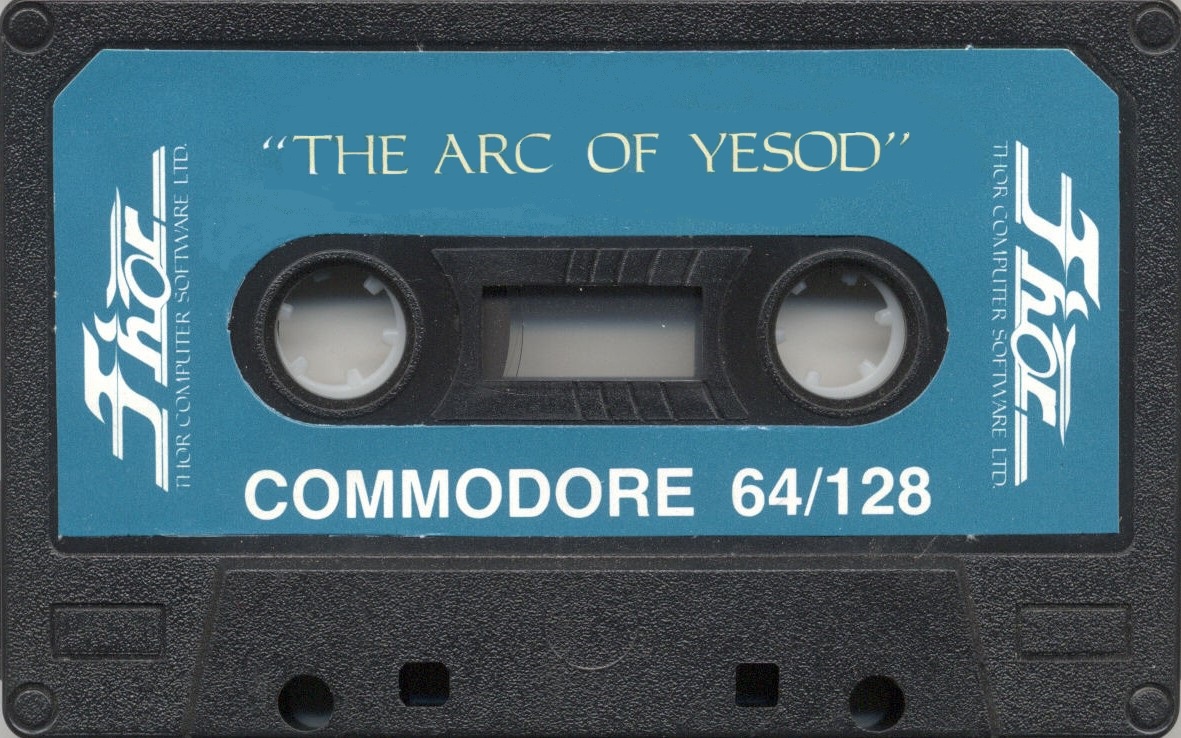 “THE ARC OF YESOD”
Thor
THOR COMPUTER SOFTWARE LTD.
Thor
THOR COMPUTER SOFTWARE LTD.
COMMODORE 64/128